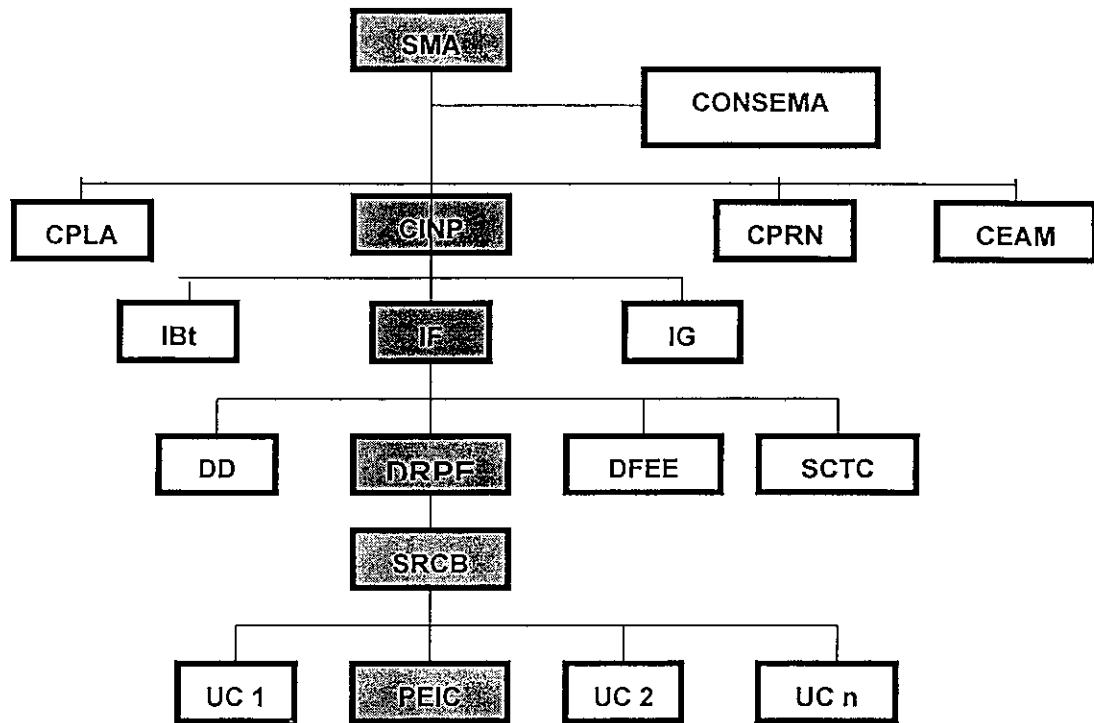 SMA
CONSEMA
CPLA
CINP
CPRN
CEAM
IBt
IF
IG
DD
DRPF
DFEE
SCTC
SRCB
UC 1
PEIC
UC 2
UC n